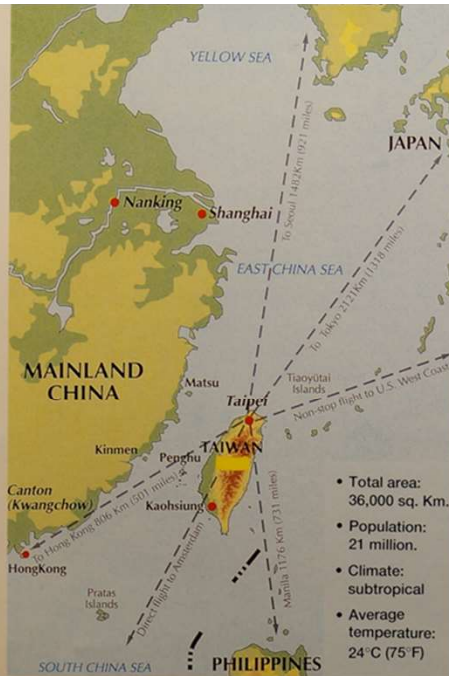 YELLOW SEA
JAPAN
To Seoul 1482Km (921 miles)
Nanking
Shanghai
EAST CHINA SEA
To Tokyo 2121Km (1318 miles)
MAINLAND
CHINA
Matsu
Tiaoyütai
Islands
Taipei
Non-stop flight to U.S. West Coast
Kinmen
Penghu
TAIWAN
Canton
(Kwangchow)
Kaohsiung
To Hong Kong 806 Km (501 miles)
HongKong
Pratas
Islands
Direct flight to Amsterdam
Manila 1176 Km (731 miles)
SOUTH CHINA SEA
PHILIPPINES
• Total area:
36,000 sq. Km.
• Population:
21 million.
• Climate:
subtropical
• Average
temperature:
24°C (75°F)